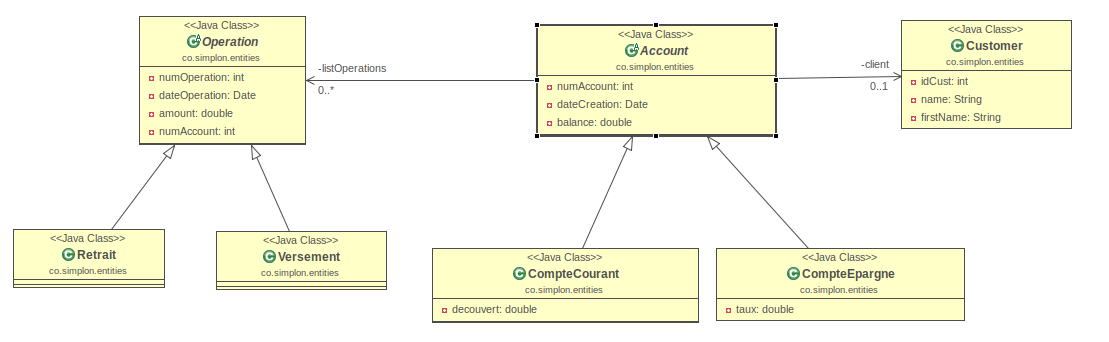 <<Java Class>>
Operation
co.simplon.entities
numOperation: int
dateOperation: Date
amount: double
numAccount: int
-listOperations
0..*
<<Java Class>>
Account
co.simplon.entities
numAccount: int
dateCreation: Date
balance: double
-client
0..1
<<Java Class>>
Customer
co.simplon.entities
idCust: int
name: String
firstName: String
<<Java Class>>
Retrait
co.simplon.entities
<<Java Class>>
Versement
co.simplon.entities
<<Java Class>>
CompteCourant
co.simplon.entities
decouvert: double
<<Java Class>>
CompteEpargne
co.simplon.entities
taux: double